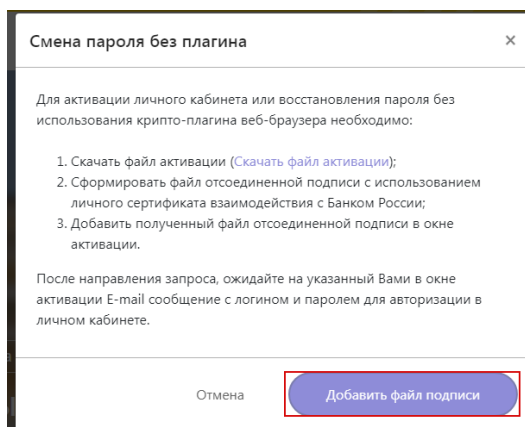 Смена пароля без плагина
×
Для активации личного кабинета или восстановления пароля без
использования крипто-плагина веб-браузера необходимо:
1. Скачать файл активации (Скачать файл активации);
2. Сформировать файл отсоединенной подписи с использованием
личного сертификата взаимодействия с Банком России;
3. Добавить полученный файл отсоединенной подписи в окне
активации.
После направления запроса, ожидайте на указанный Вами в окне
активации E-mail сообщение с логином и паролем для авторизации в
личном кабинете.
Отмена
Добавить файл подписи